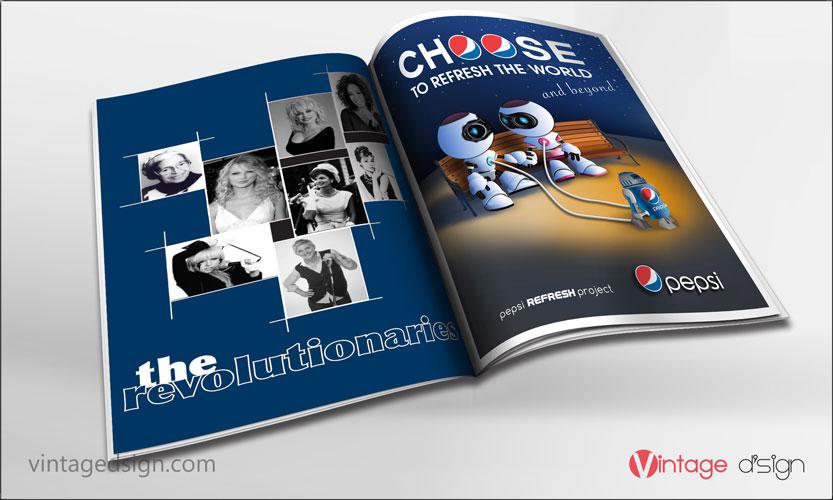 the
revolutionaries
CHOOSE
TO REFRESH THE WORLD
and beyond
pepsi REFRESH project
pepsi
vintagedsign.com
Vintage d'sign